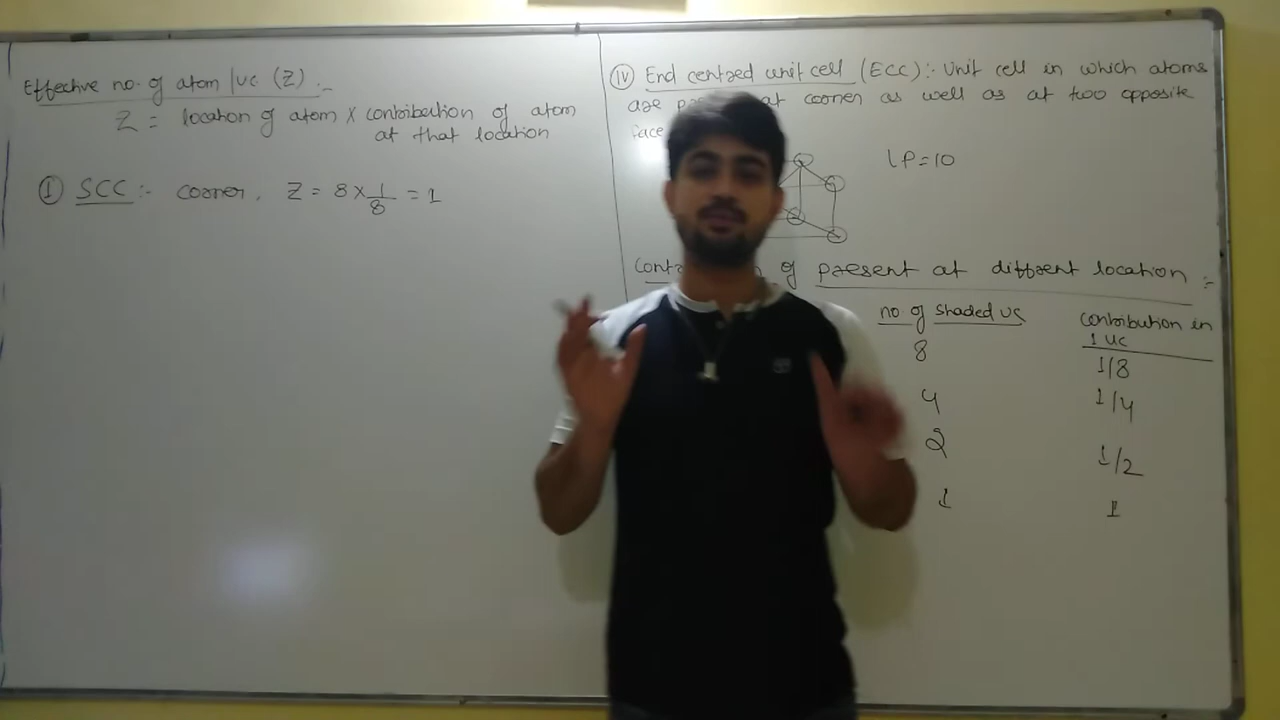 Effective no. of atom/uc (Z) :-
Z = location of atom X contribution of atom
at that location
① SCC :- corner, Z = 8 × 1/8 = 1
(IV) End centred unit cell (ECC) :- Unit cell in which atoms
are at corner as well as at two opposite
face
LP = 10
of present at diffrent location :-
no of shaded uc
contribution in
1 uc
8
1/8
4
1/4
2
1/2
1
1